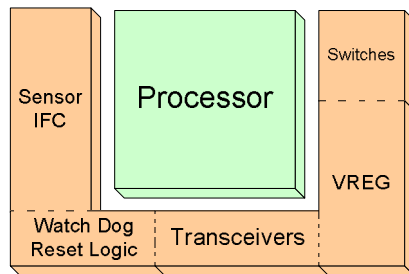 Sensor
IFC
Processor
Switches
VREG
Watch Dog
Reset Logic
Transceivers